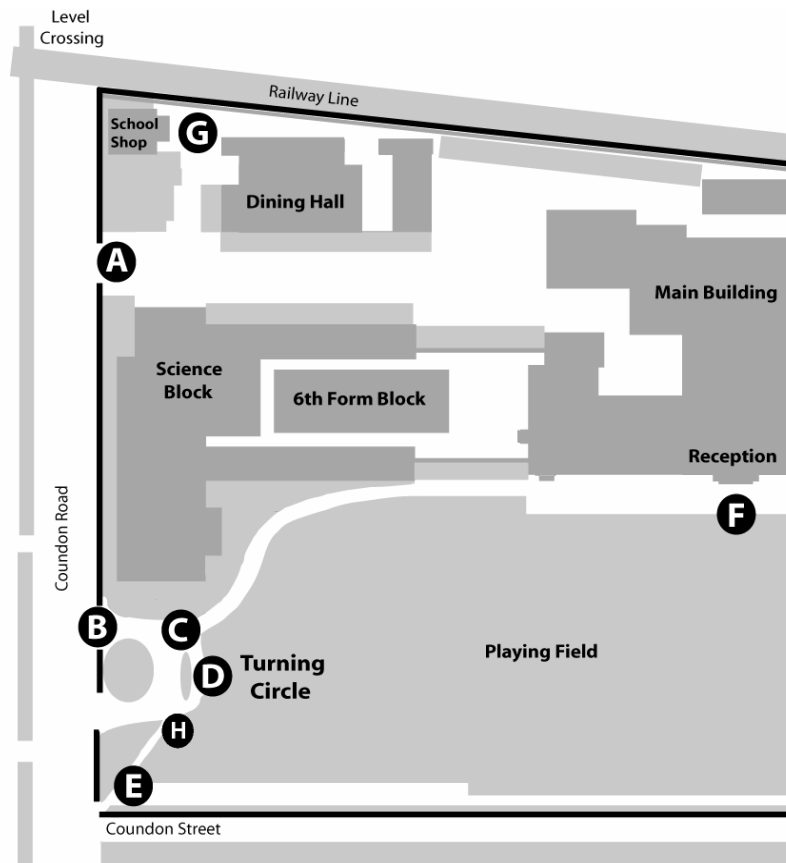 Level
Crossing
Railway Line
School
Shop
G
Dining Hall
A
Main Building
Science
Block
6th Form Block
Reception
F
Coundon Road
B
C
D
Turning
Circle
Playing Field
H
E
Coundon Street